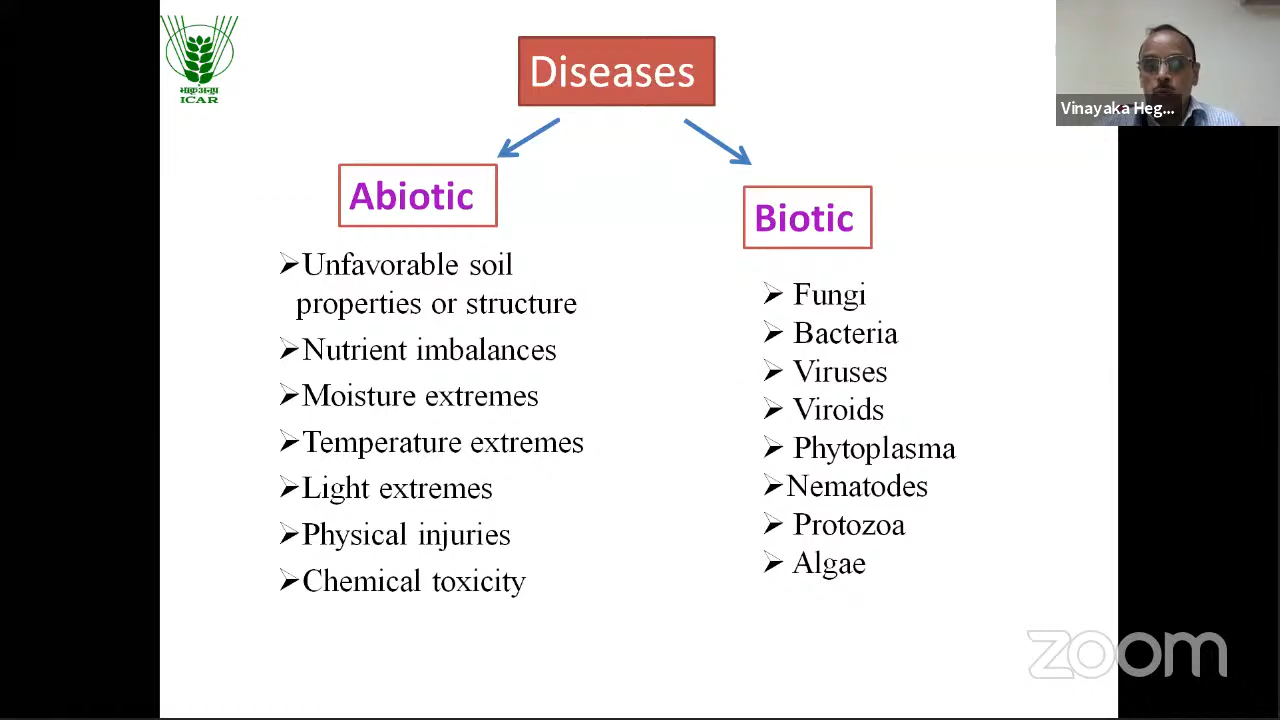 भाकृअनुप
ICAR
Diseases
Vinayaka Heg...
Abiotic
Biotic
➢Unfavorable soil
properties or structure
➢Nutrient imbalances
➢Moisture extremes
➢Temperature extremes
➢Light extremes
➢Physical injuries
➢Chemical toxicity
➢ Fungi
➢ Bacteria
➢ Viruses
➢ Viroids
➢ Phytoplasma
➢Nematodes
➢ Protozoa
➢ Algae
zoom